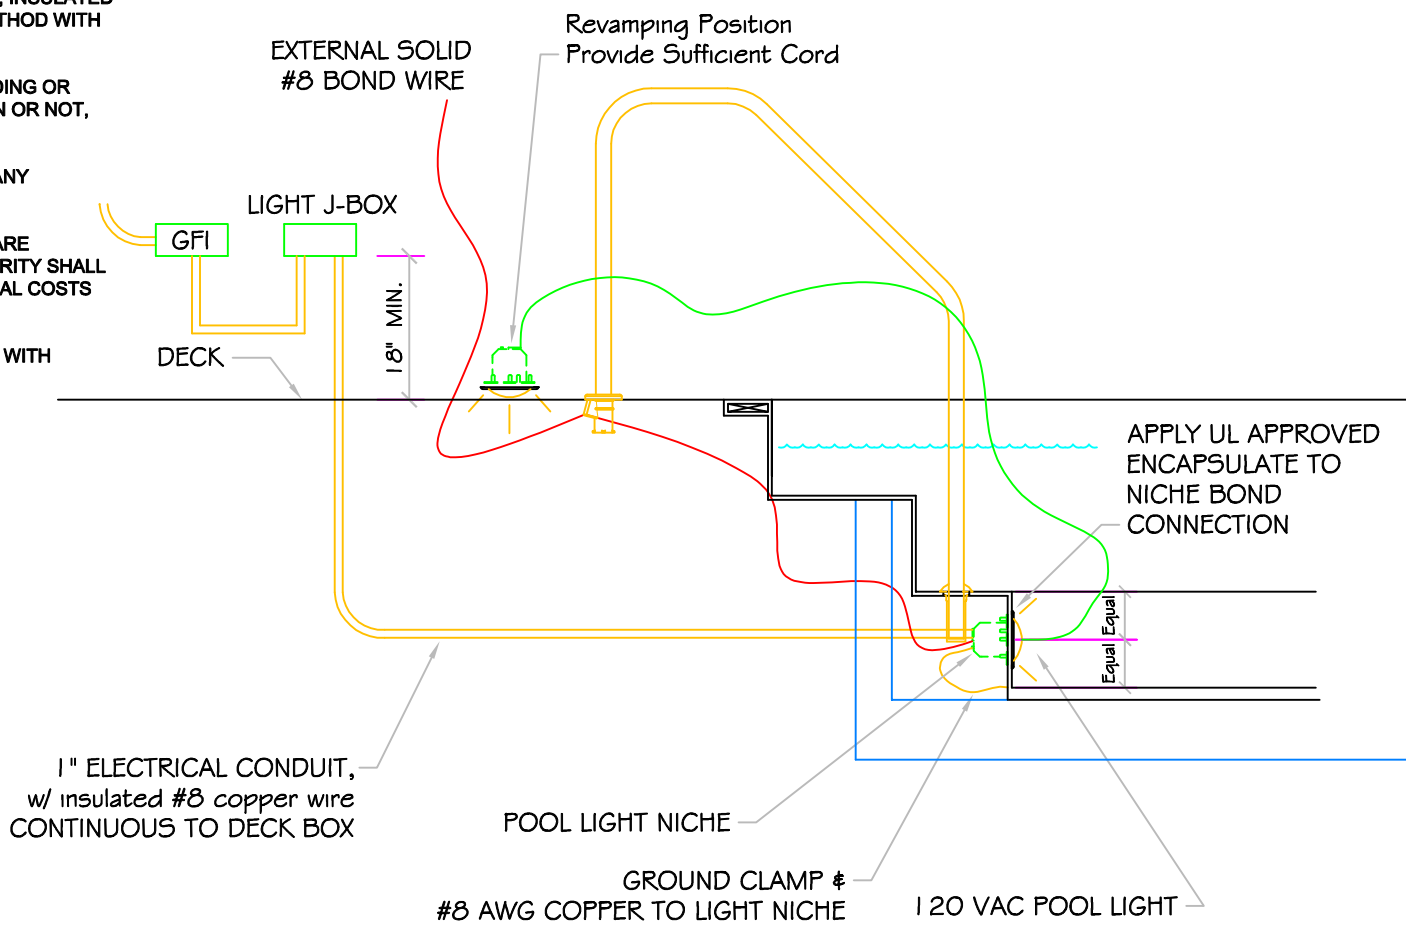 , INSULATED
THOD WITH
DING OR
N OR NOT,
ANY
ARE
RITY SHALL
AL COSTS
WITH
EXTERNAL SOLID
#8 BOND WIRE
Revamping Position
Provide Sufficient Cord
LIGHT J-BOX
GFI
18" MIN.
DECK
APPLY UL APPROVED
ENCAPSULATE TO
NICHE BOND
CONNECTION
Equal
Equal
1" ELECTRICAL CONDUIT,
w/ insulated #8 copper wire
CONTINUOUS TO DECK BOX
POOL LIGHT NICHE
GROUND CLAMP &
#8 AWG COPPER TO LIGHT NICHE
120 VAC POOL LIGHT